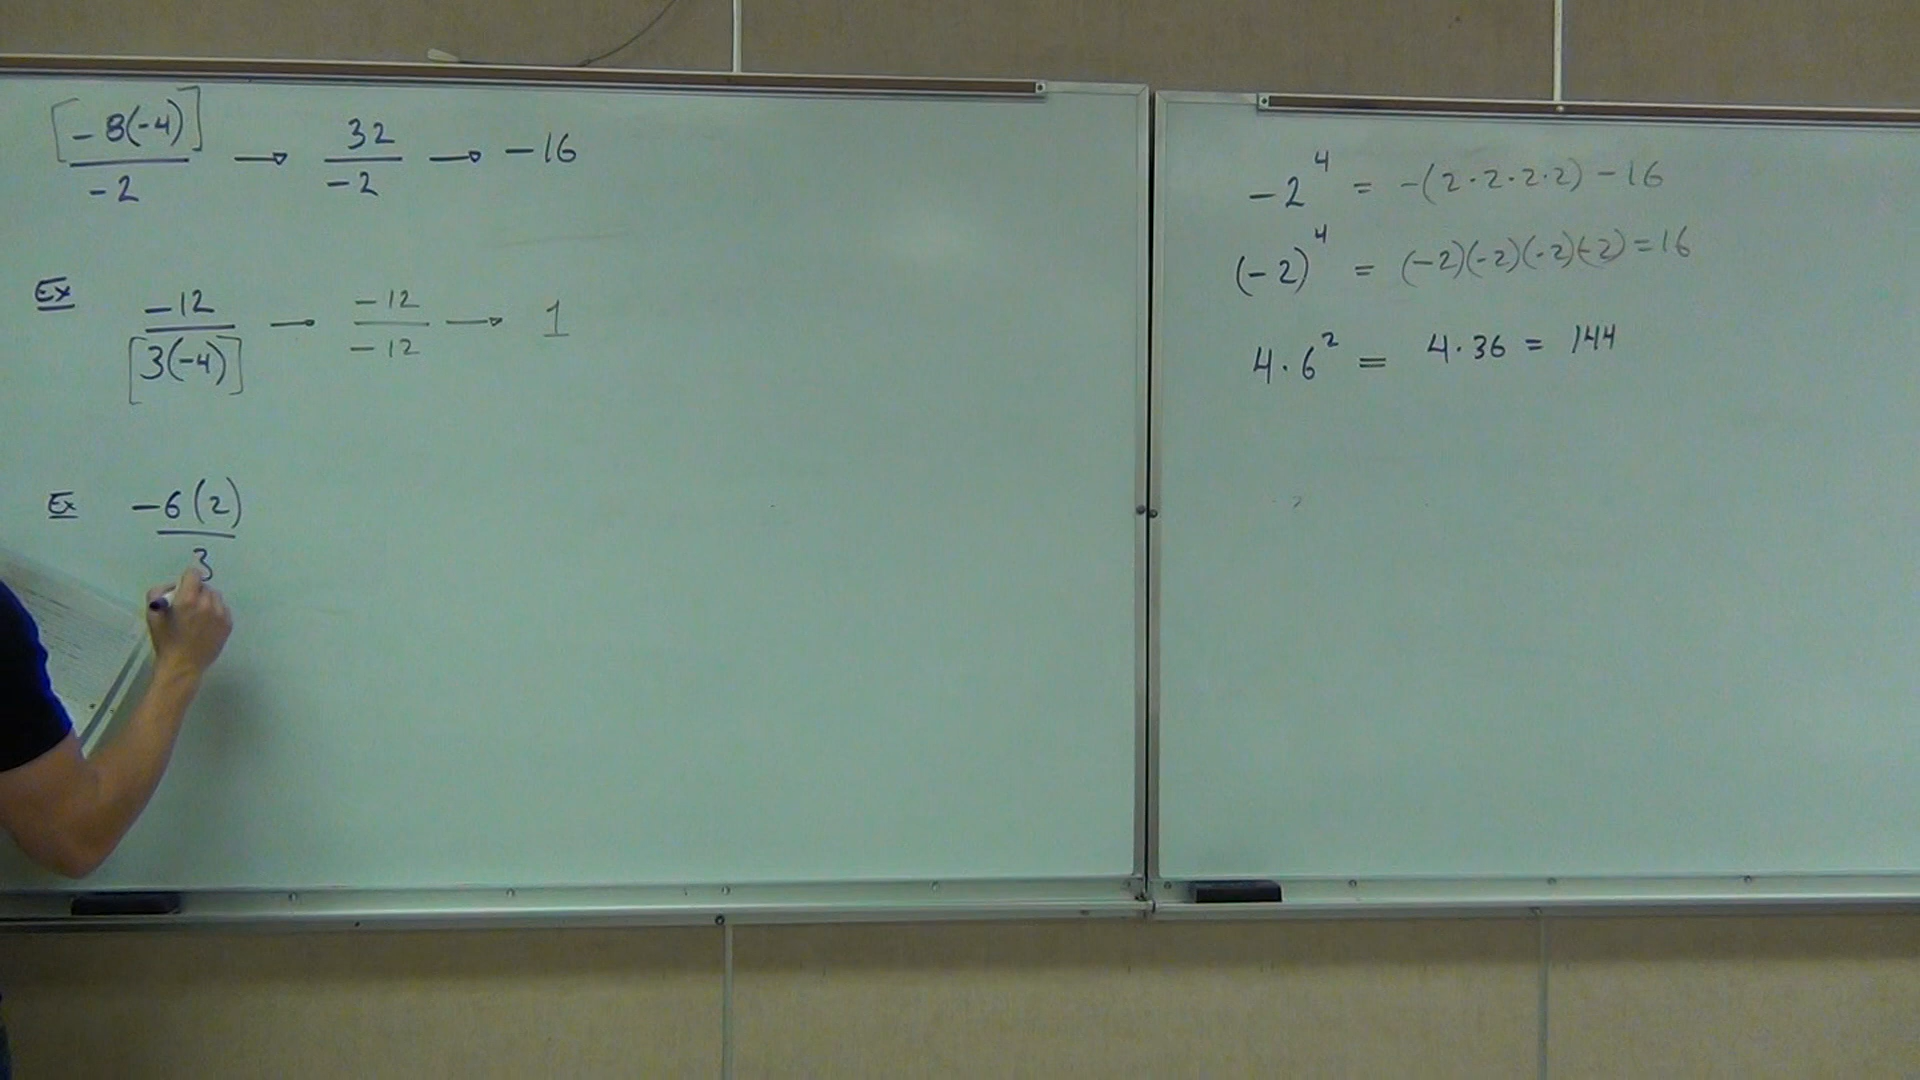 [-8(-4)]/-2 → 32/-2 → -16
Ex -12/[3(-4)] → -12/-12 → 1
Ex -6(2)/3
-2^4 = -(2·2·2·2) -16
(-2)^4 = (-2)(-2)(-2)(-2)=16
4·6^2 = 4·36 = 144